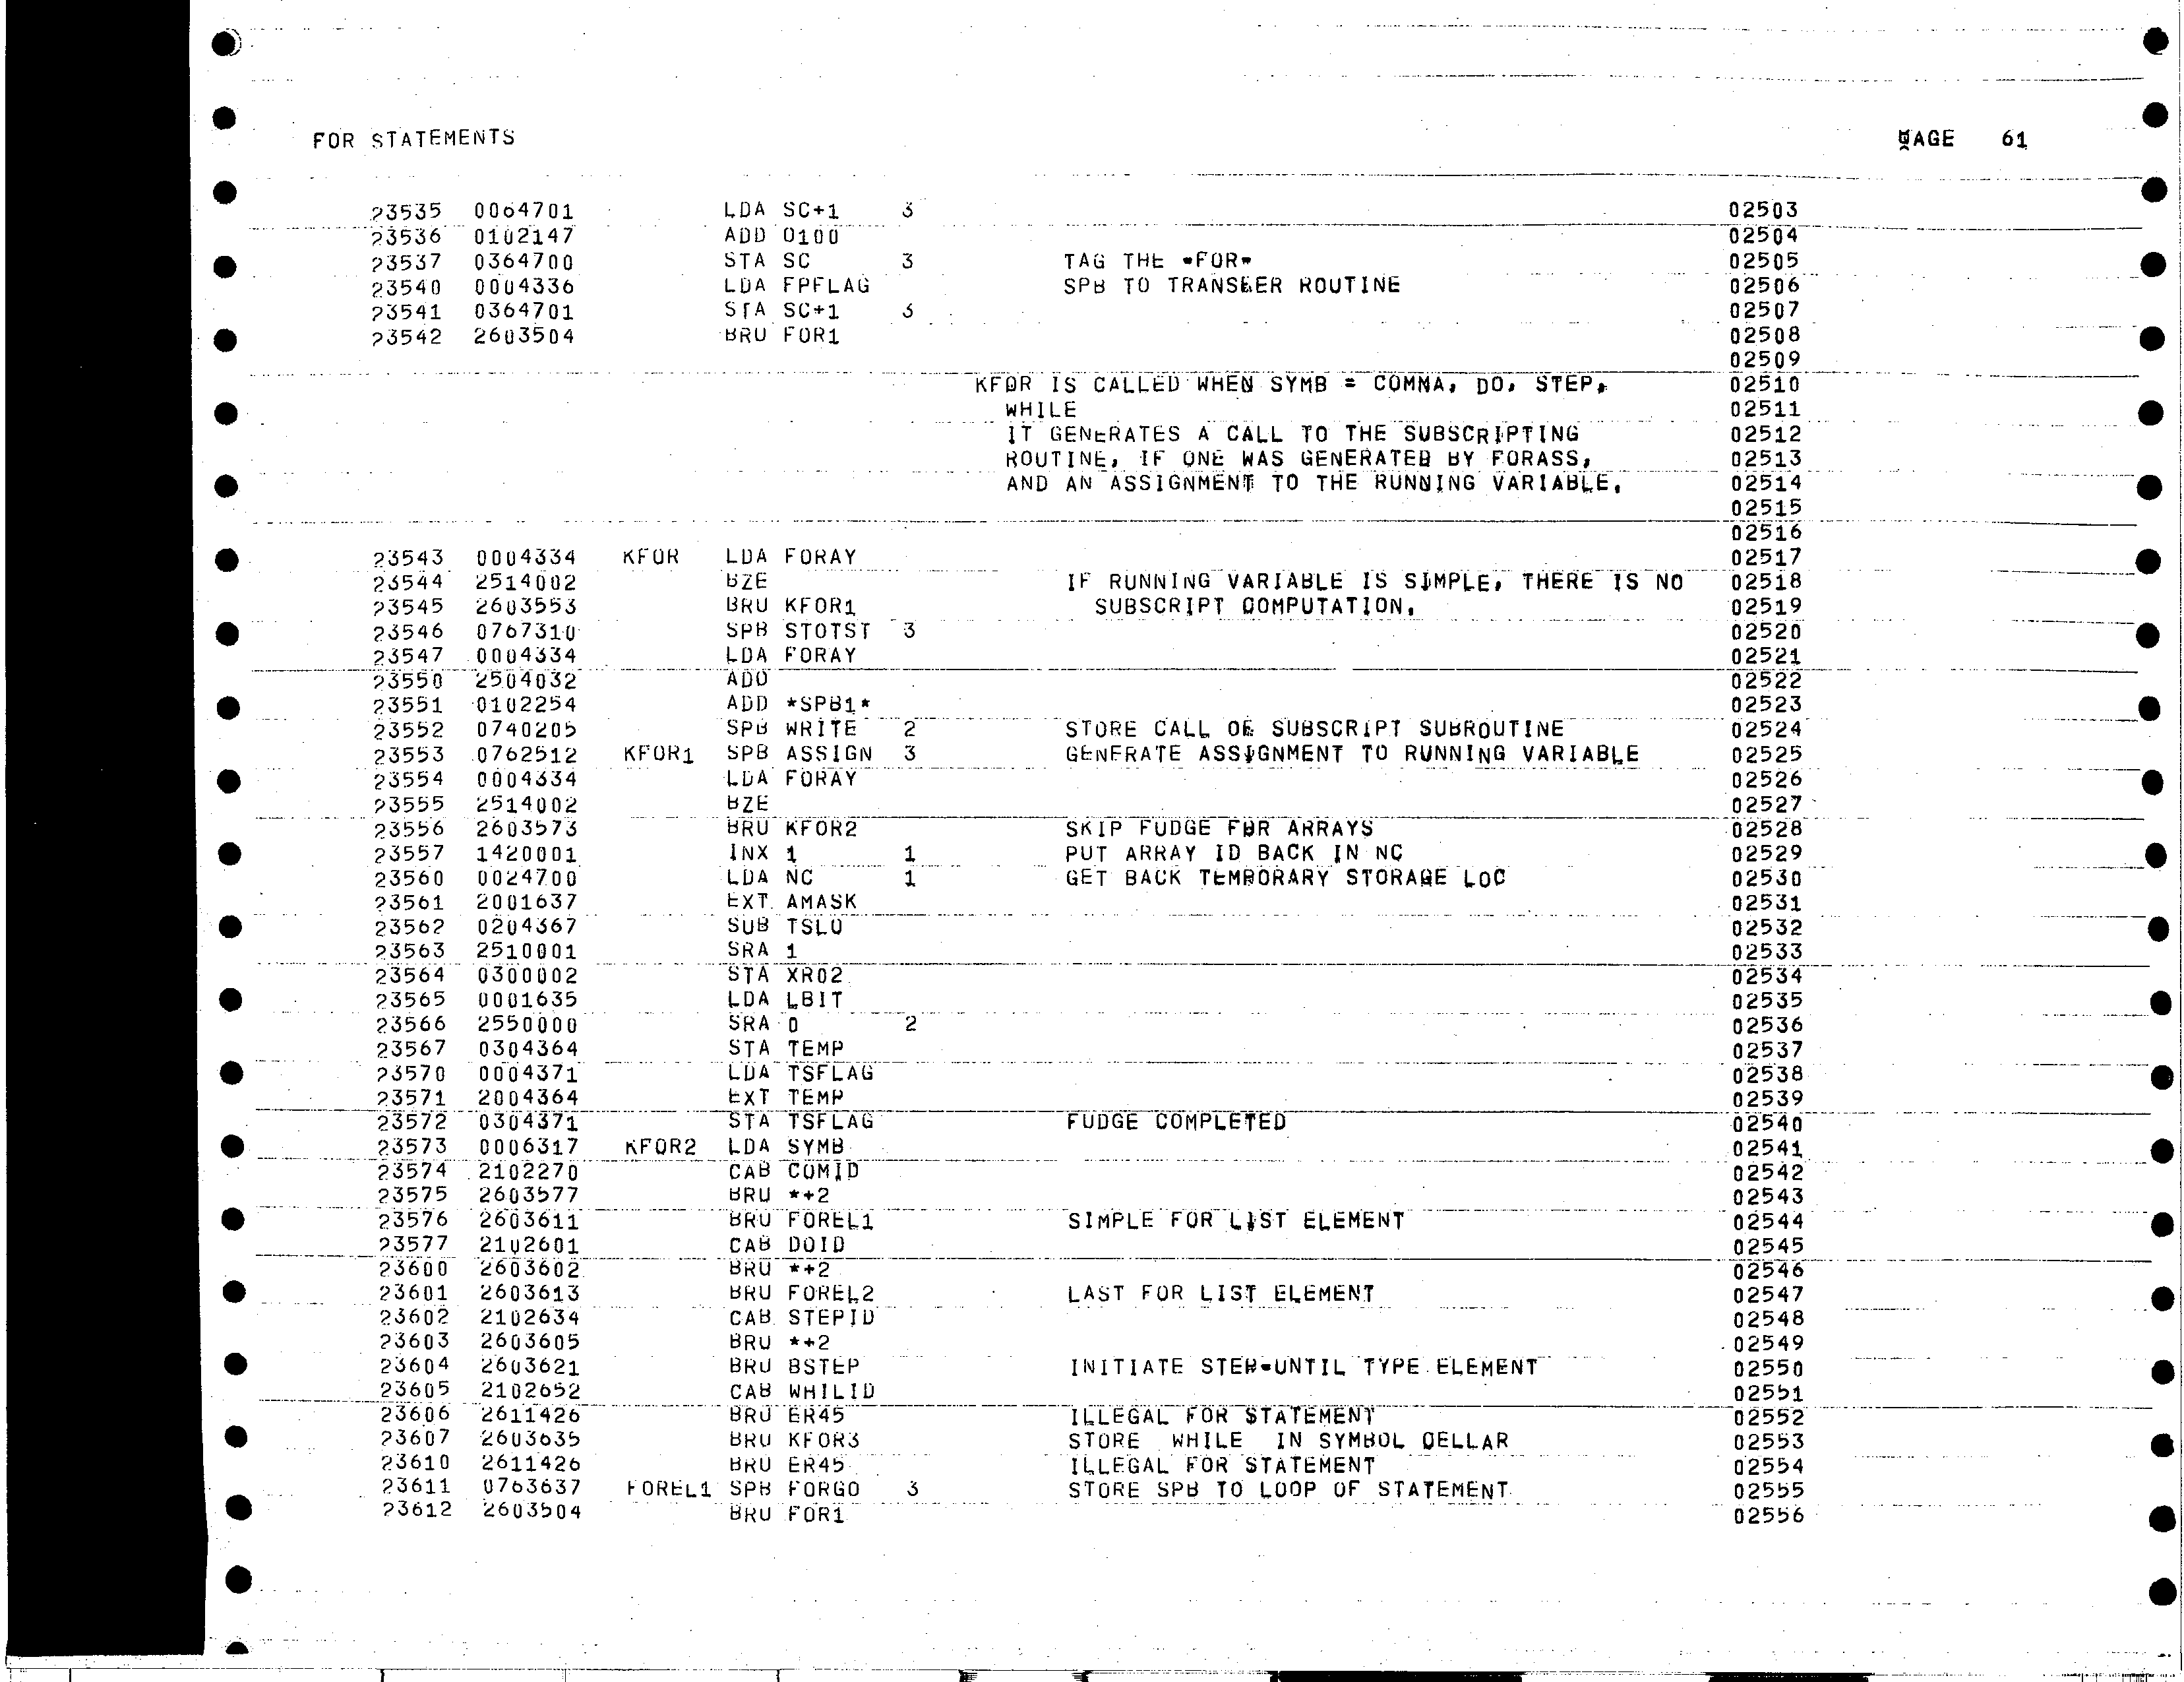 FOR STATEMENTS PAGE 61
23535 0064701 LDA SC+1 3 02503
23536 0102147 ADD O100 02504
23537 0364700 STA SC 3 TAG THE "FOR" 02505
23540 0004336 LDA FPFLAG SPB TO TRANSFER ROUTINE 02506
23541 0364701 STA SC+1 3 02507
23542 2603504 BRU FOR1 02508
02509
KFOR IS CALLED WHEN SYMB = COMMA, DO, STEP, 02510
WHILE 02511
IT GENERATES A CALL TO THE SUBSCRIPTING 02512
ROUTINE, IF ONE WAS GENERATED BY FORASS, 02513
AND AN ASSIGNMENT TO THE RUNNING VARIABLE. 02514
02515
02516
23543 0004334 KFOR LDA FORAY 02517
23544 2514002 BZE IF RUNNING VARIABLE IS SIMPLE, THERE IS NO 02518
23545 2603553 BRU KFOR1 SUBSCRIPT COMPUTATION. 02519
23546 0767310 SPB STOTST 3 02520
23547 0004334 LDA FORAY 02521
23550 2504032 ADO 02522
23551 0102254 ADD *SPB1* 02523
23552 0740205 SPB WRITE 2 STORE CALL OF SUBSCRIPT SUBROUTINE 02524
23553 0762512 KFOR1 SPB ASSIGN 3 GENERATE ASSIGNMENT TO RUNNING VARIABLE 02525
23554 0004334 LDA FORAY 02526
23555 2514002 BZE 02527
23556 2603573 BRU KFOR2 SKIP FUDGE FOR ARRAYS 02528
23557 1420001 INX 1 1 PUT ARRAY ID BACK IN NC 02529
23560 0024700 LDA NC 1 GET BACK TEMPORARY STORAGE LOC 02530
23561 2001637 EXT AMASK 02531
23562 0204367 SUB TSLO 02532
23563 2510001 SRA 1 02533
23564 0300002 STA XR02 02534
23565 0001635 LDA LBIT 02535
23566 2550000 SRA 0 2 02536
23567 0304364 STA TEMP 02537
23570 0004371 LDA TSFLAG 02538
23571 2004364 EXT TEMP 02539
23572 0304371 STA TSFLAG FUDGE COMPLETED 02540
23573 0006317 KFOR2 LDA SYMB 02541
23574 2102270 CAB COMID 02542
23575 2603577 BRU *+2 02543
23576 2603611 BRU FOREL1 SIMPLE FOR LIST ELEMENT 02544
23577 2102601 CAB DOID 02545
23600 2603602 BRU *+2 02546
23601 2603613 BRU FOREL2 LAST FOR LIST ELEMENT 02547
23602 2102634 CAB STEPID 02548
23603 2603605 BRU *+2 02549
23604 2603621 BRU BSTEP INITIATE STEP-UNTIL TYPE ELEMENT 02550
23605 2102652 CAB WHILID 02551
23606 2611426 BRU ER45 ILLEGAL FOR STATEMENT 02552
23607 2603635 BRU KFOR3 STORE WHILE IN SYMBOL CELLAR 02553
23610 2611426 BRU ER45 ILLEGAL FOR STATEMENT 02554
23611 0763637 FOREL1 SPB FORGO 3 STORE SPB TO LOOP OF STATEMENT 02555
23612 2603504 BRU FOR1 02556